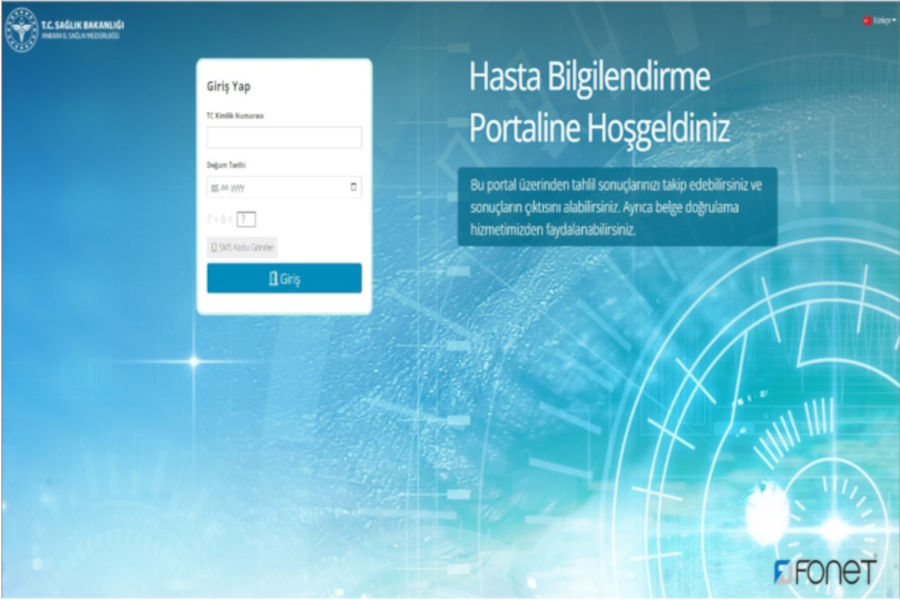 T.C. SAĞLIK BAKANLIĞI
ANKARA İL SAĞLIK MÜDÜRLÜĞÜ
Türkçe
Giriş Yap
T.C Kimlik Numarası
Doğum Tarihi
gg.aa.yyyy
7 + 6 = ?
SMS Kodu Gönder
Giriş
Hasta Bilgilendirme
Portaline Hoşgeldiniz
Bu portal üzerinden tahlil sonuçlarınızı takip edebilirsiniz ve
sonuçların çıktısını alabilirsiniz. Ayrıca belge doğrulama
hizmetimizden faydalanabilirsiniz.
FONET